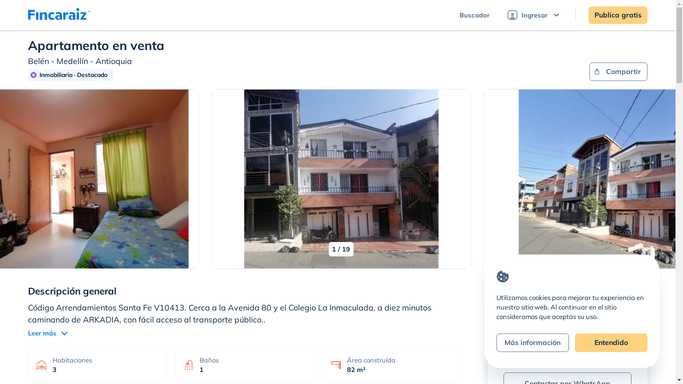 Fincaraiz
Buscador
Ingresar
Publica gratis
Apartamento en venta
Belén - Medellín - Antioquia
Inmobiliaria · Destacado
Compartir
1 / 19
Descripción general
Código Arrendamientos Santa Fe V10413. Cerca a la Avenida 80 y el Colegio La Inmaculada, a diez minutos
caminando de ARKADIA, con fácil acceso al transporte público..
Leer más
Habitaciones
3
Baños
1
Área construída
82 m²
Utilizamos cookies para mejorar tu experiencia en
nuestro sitio web. Al continuar en el sitio
consideramos que aceptas su uso.
Más información
Entendido
Contactar por WhatsApp